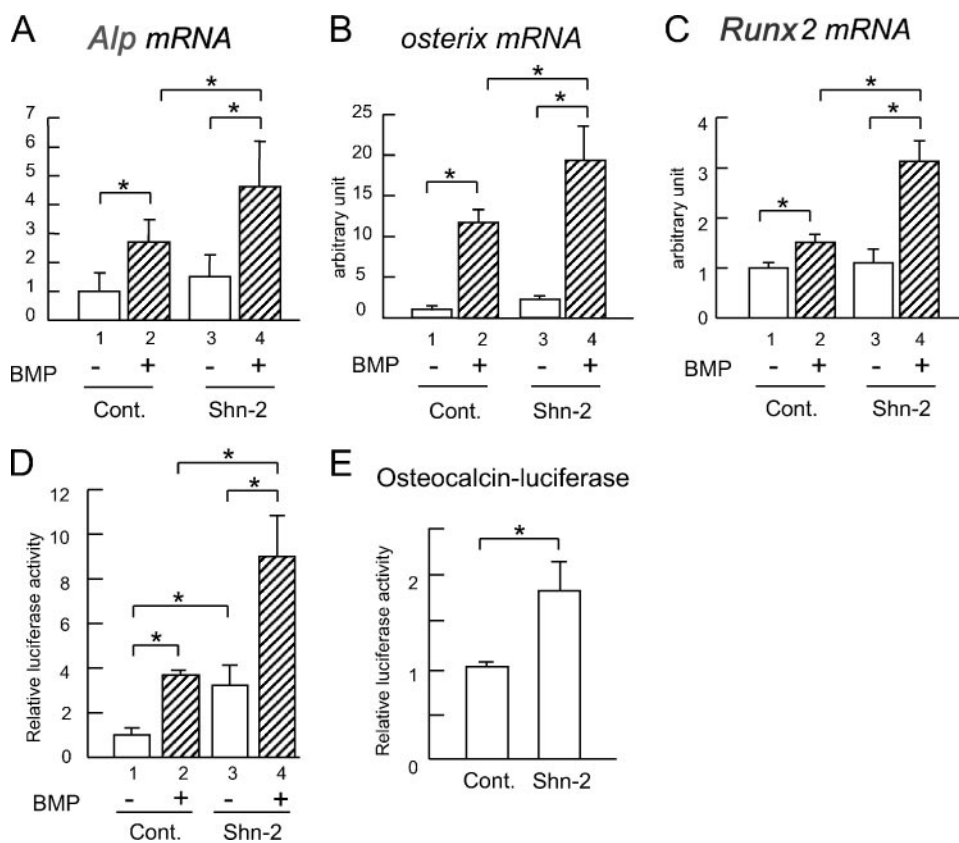 A
Alp mRNA
7
6
5
4
3
2
1
0
*
*
*
1 2 3 4
BMP - + - +
Cont. Shn-2
B
osterix mRNA
arbitrary unit
25
20
15
10
5
0
*
*
*
1 2 3 4
BMP - + - +
Cont. Shn-2
C
Runx2 mRNA
arbitrary unit
4
3
2
1
0
*
*
*
1 2 3 4
BMP - + - +
Cont. Shn-2
D
Relative luciferase activity
12
10
8
6
4
2
0
*
*
*
*
1 2 3 4
BMP - + - +
Cont. Shn-2
E
Osteocalcin-luciferase
Relative luciferase activity
2
1
0
*
Cont. Shn-2